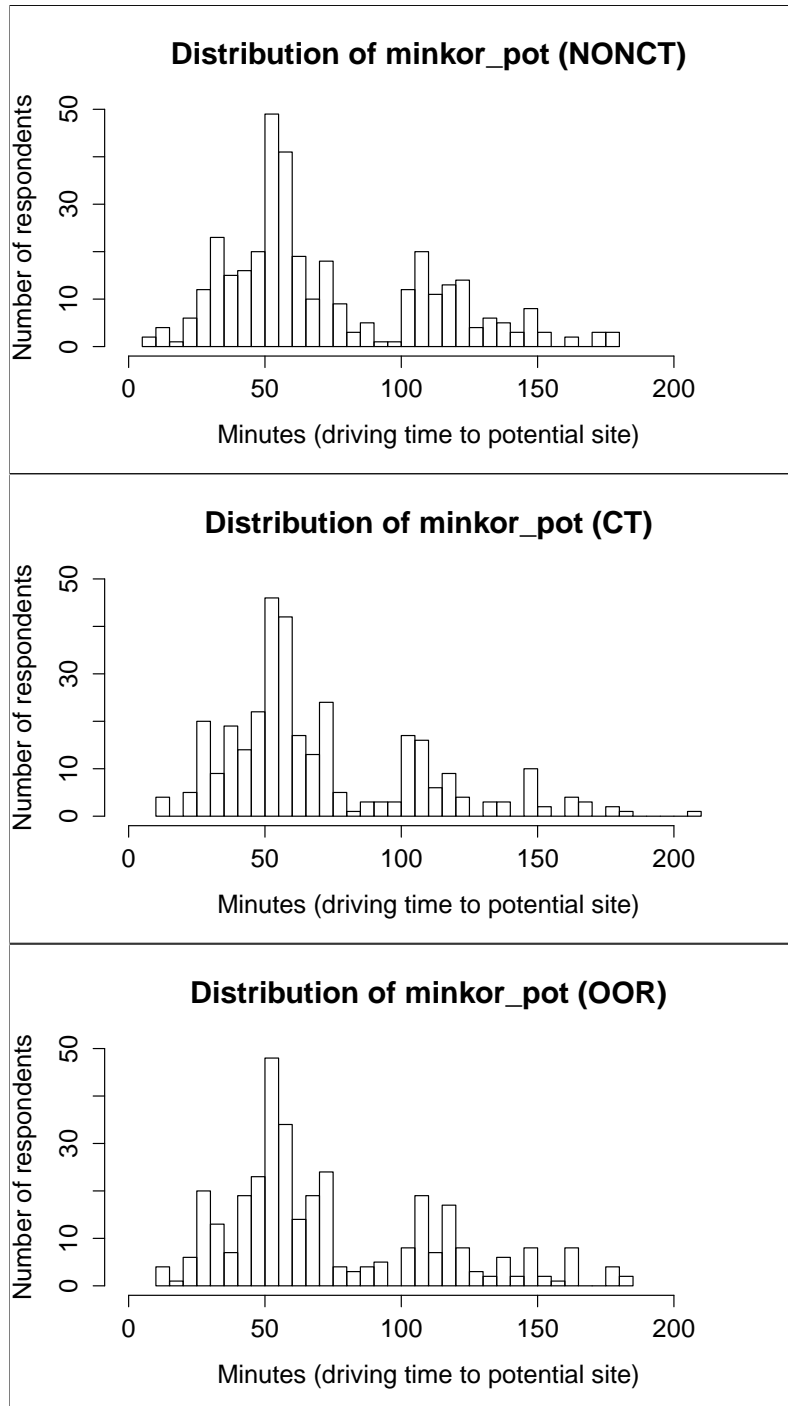 Distribution of minkor_pot (NONCT)
Number of respondents
50
30
10
0
0 50 100 150 200
Minutes (driving time to potential site)
Distribution of minkor_pot (CT)
Number of respondents
50
30
10
0
0 50 100 150 200
Minutes (driving time to potential site)
Distribution of minkor_pot (OOR)
Number of respondents
50
30
10
0
0 50 100 150 200
Minutes (driving time to potential site)